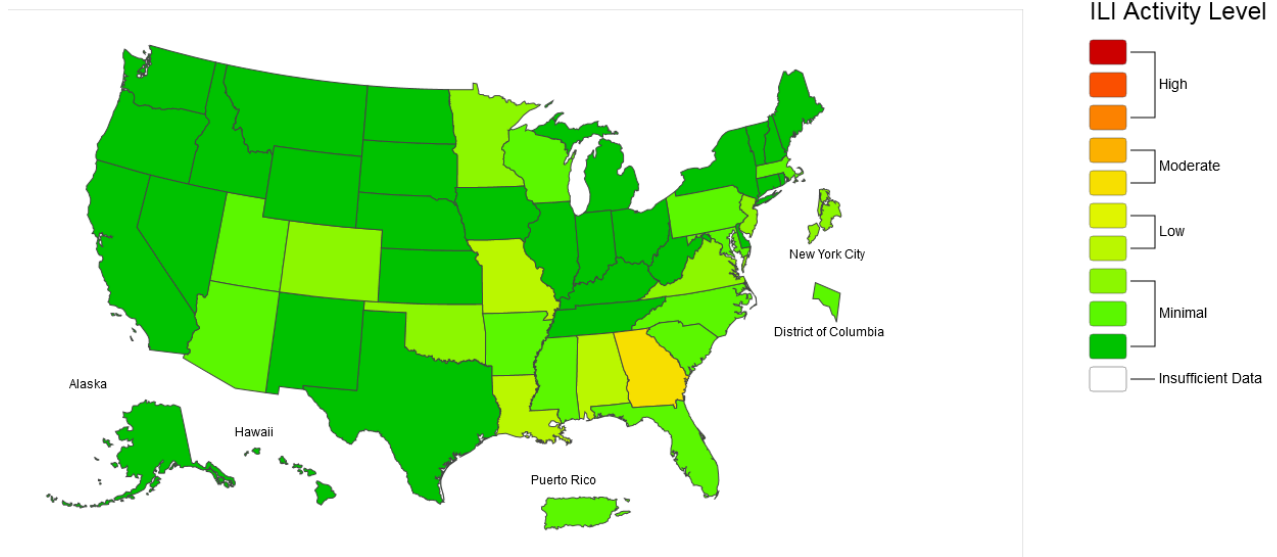 ILI Activity Level
High
Moderate
Low
Minimal
Insufficient Data
New York City
District of Columbia
Alaska
Hawaii
Puerto Rico